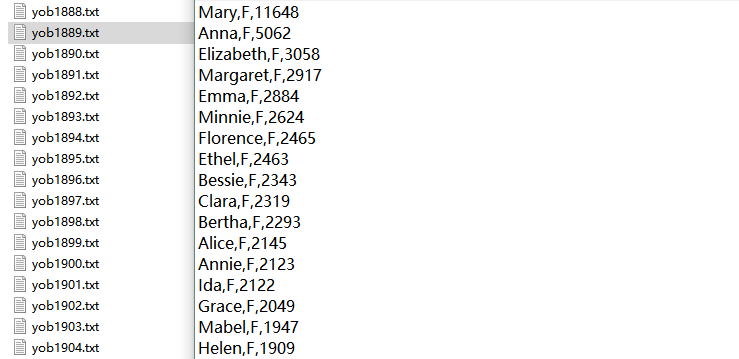 yob1888.txt
yob1889.txt
yob1890.txt
yob1891.txt
yob1892.txt
yob1893.txt
yob1894.txt
yob1895.txt
yob1896.txt
yob1897.txt
yob1898.txt
yob1899.txt
yob1900.txt
yob1901.txt
yob1902.txt
yob1903.txt
yob1904.txt
Mary,F,11648
Anna,F,5062
Elizabeth,F,3058
Margaret,F,2917
Emma,F,2884
Minnie,F,2624
Florence,F,2465
Ethel,F,2463
Bessie,F,2343
Clara,F,2319
Bertha,F,2293
Alice,F,2145
Annie,F,2123
Ida,F,2122
Grace,F,2049
Mabel,F,1947
Helen,F,1909